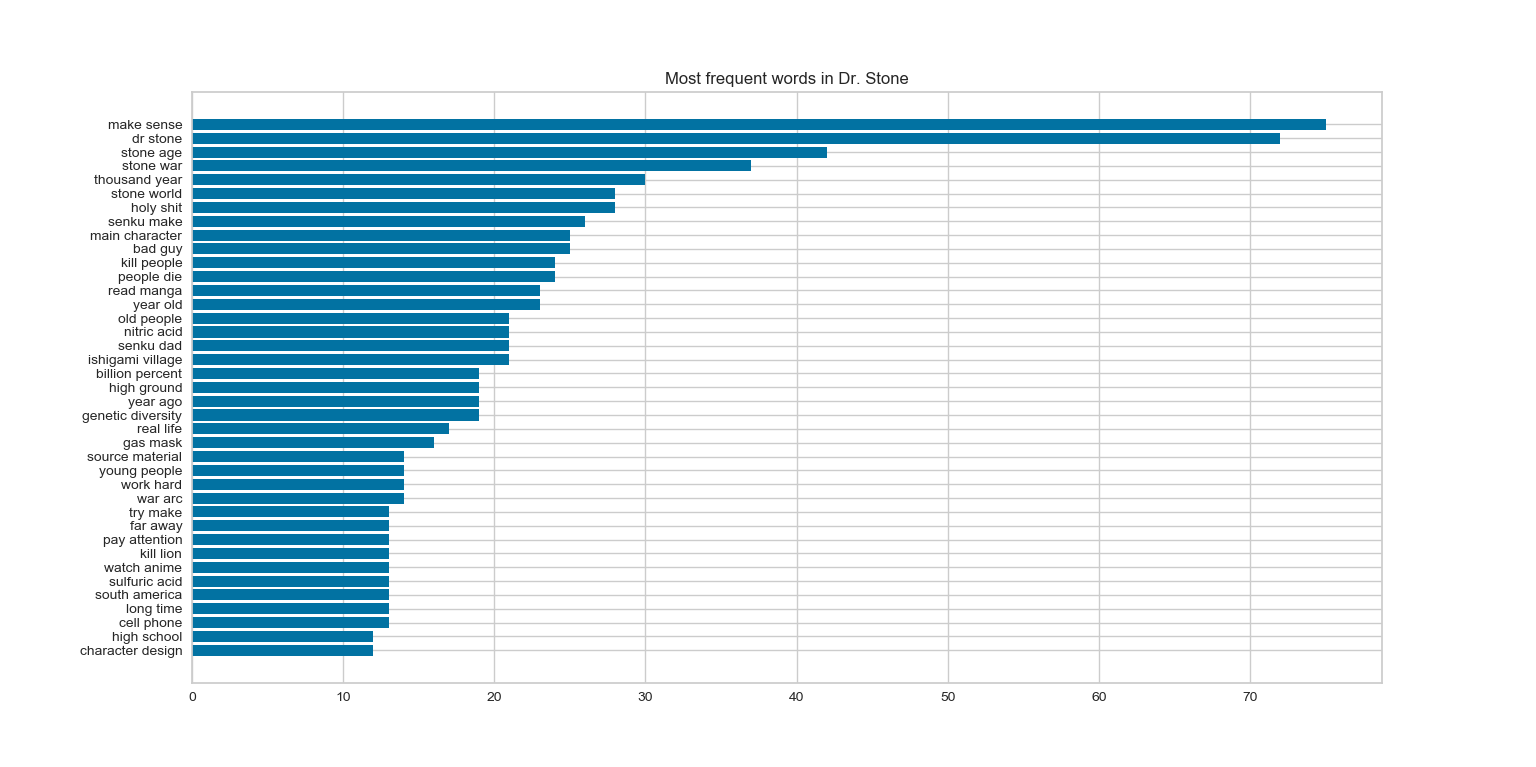 Most frequent words in Dr. Stone
make sense
dr stone
stone age
stone war
thousand year
stone world
holy shit
senku make
main character
bad guy
kill people
people die
read manga
year old
old people
nitric acid
senku dad
ishigami village
billion percent
high ground
year ago
genetic diversity
real life
gas mask
source material
young people
work hard
war arc
try make
far away
pay attention
kill lion
watch anime
sulfuric acid
south america
long time
cell phone
high school
character design
0 10 20 30 40 50 60 70